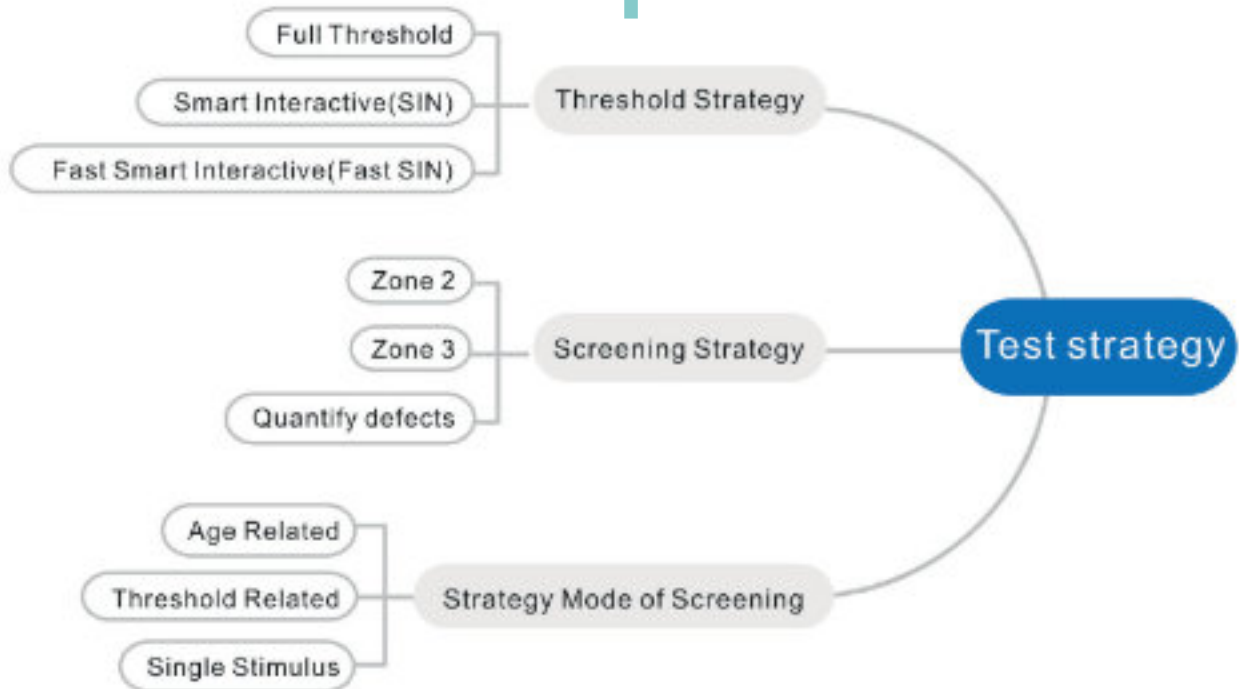 Full Threshold
Smart Interactive(SIN)
Fast Smart Interactive(Fast SIN)
Threshold Strategy
Zone 2
Zone 3
Quantify defects
Screening Strategy
Test strategy
Age Related
Threshold Related
Single Stimulus
Strategy Mode of Screening